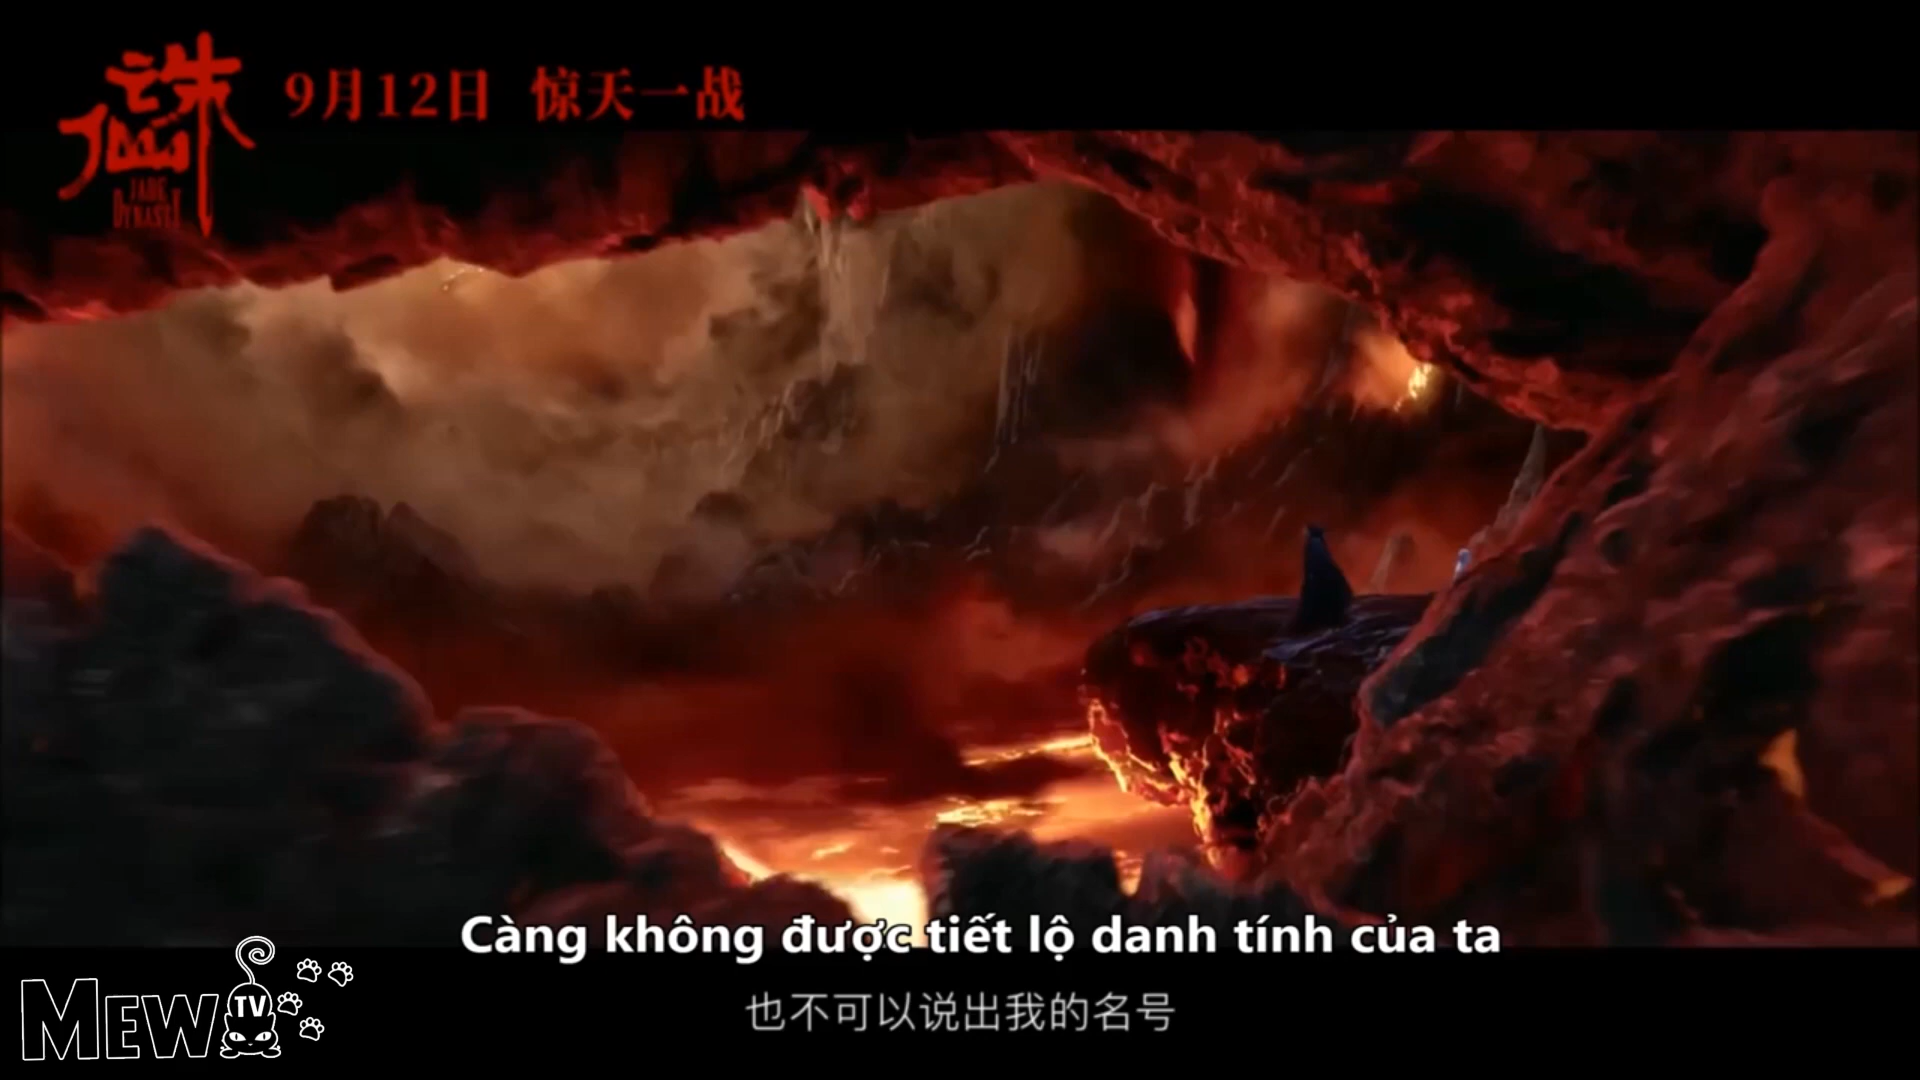 诛仙
JADE
DYNASTY
9月12日 惊天一战
Càng không được tiết lộ danh tính của ta
也不可以说出我的名号
MEW TV